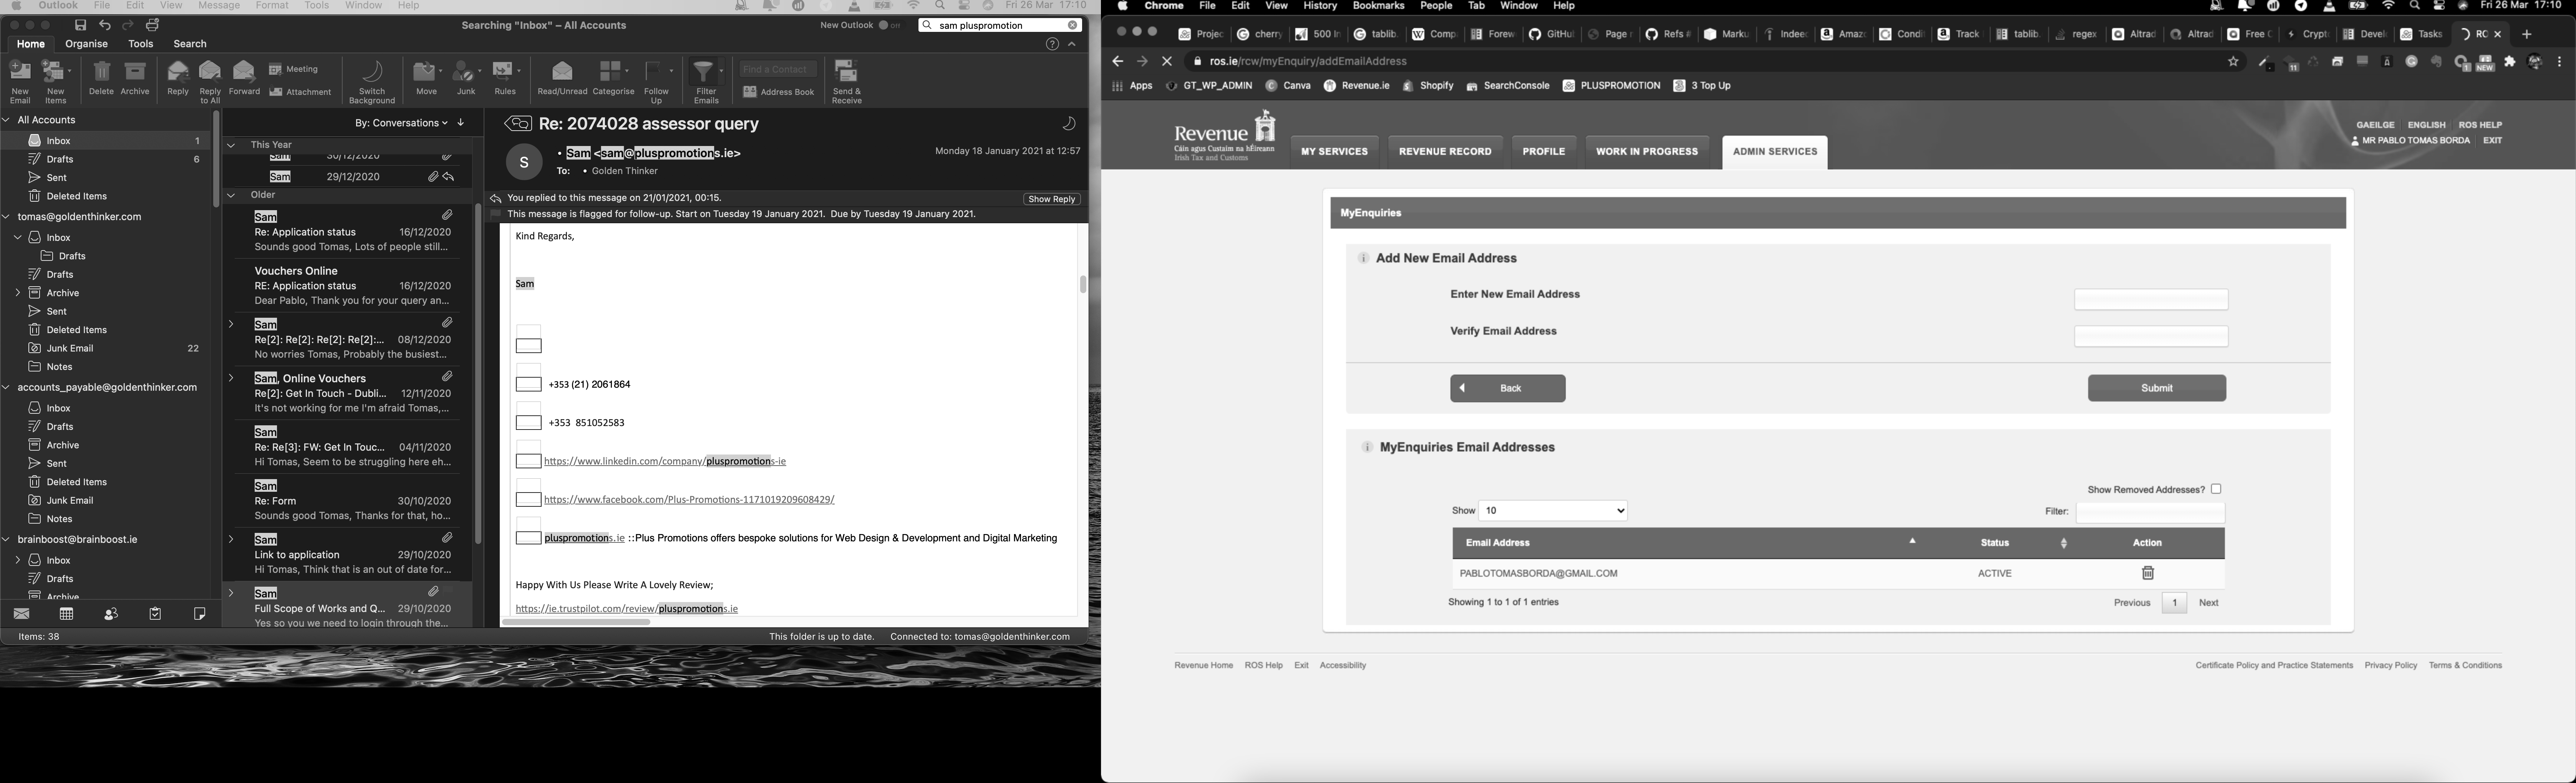 Outlook File Edit View Message Format Tools Window Help Fri 26 Mar 17:10
Searching "Inbox" – All Accounts
New Outlook
sam pluspromotion
Home Organise Tools Search
New Email
New Items
Delete
Archive
Reply
Reply to All
Forward
Meeting
Attachment
Switch Background
Move
Junk
Rules
Read/Unread
Categorise
Follow Up
Filter Emails
Find a Contact
Address Book
Send & Receive
All Accounts
Inbox 1
Drafts 6
Sent
Deleted Items
tomas@goldenthinker.com
Inbox
Drafts
Drafts
Archive
Sent
Deleted Items
Junk Email 22
Notes
accounts_payable@goldenthinker.com
Inbox
Drafts
Archive
Sent
Deleted Items
Junk Email
Notes
brainboost@brainboost.ie
Inbox
Drafts
Archive
Items: 38
By: Conversations
This Year
Sam 30/12/2020
Sam 29/12/2020
Older
Sam
Re: Application status 16/12/2020
Sounds good Tomas, Lots of people still...
Vouchers Online
RE: Application status 16/12/2020
Dear Pablo, Thank you for your query an...
Sam
Re[2]: Re[2]: Re[2]: Re[2]:... 08/12/2020
No worries Tomas, Probably the busiest...
Sam, Online Vouchers
Re[2]: Get In Touch - Dubli... 12/11/2020
It's not working for me I'm afraid Tomas,...
Sam
Re: Re[3]: FW: Get In Touc... 04/11/2020
Hi Tomas, Seem to be struggling here eh...
Sam
Re: Form 30/10/2020
Sounds good Tomas, Thanks for that, ho...
Sam
Link to application 29/10/2020
Hi Tomas, Think that is an out of date for...
Sam
Full Scope of Works and Q... 29/10/2020
Yes so you we need to login through the...
Re: 2074028 assessor query
S
Sam <sam@pluspromotions.ie>
Monday 18 January 2021 at 12:57
To: • Golden Thinker
You replied to this message on 21/01/2021, 00:15.
Show Reply
This message is flagged for follow-up. Start on Tuesday 19 January 2021. Due by Tuesday 19 January 2021.
Kind Regards,
Sam
+353 (21) 2061864
+353 851052583
https://www.linkedin.com/company/pluspromotions-ie
https://www.facebook.com/Plus-Promotions-1171019209608429/
pluspromotions.ie ::Plus Promotions offers bespoke solutions for Web Design & Development and Digital Marketing
Happy With Us Please Write A Lovely Review;
https://ie.trustpilot.com/review/pluspromotions.ie
This folder is up to date. Connected to: tomas@goldenthinker.com
Chrome File Edit View History Bookmarks People Tab Window Help Fri 26 Mar 17:10
Projec cherry 500 In tablib. Comp Forew GitHu Page n Refs # Marku Indeed Amaz Condi Track tablib. regex Altrad Altrad Free C Crypt Devel Tasks RO
ros.ie/rcw/myEnquiry/addEmailAddress
11
1
NEW
Apps GT_WP_ADMIN Canva Revenue.ie Shopify SearchConsole PLUSPROMOTION 3 Top Up
Revenue
Cáin agus Custaim na hÉireann
Irish Tax and Customs
MY SERVICES REVENUE RECORD PROFILE WORK IN PROGRESS ADMIN SERVICES
GAEILGE ENGLISH ROS HELP
MR PABLO TOMAS BORDA EXIT
MyEnquiries
Add New Email Address
Enter New Email Address
Verify Email Address
Back
Submit
MyEnquiries Email Addresses
Show Removed Addresses?
Show 10
Filter:
Email Address Status Action
PABLOTOMASBORDA@GMAIL.COM ACTIVE
Showing 1 to 1 of 1 entries
Previous 1 Next
Revenue Home ROS Help Exit Accessibility
Certificate Policy and Practice Statements Privacy Policy Terms & Conditions